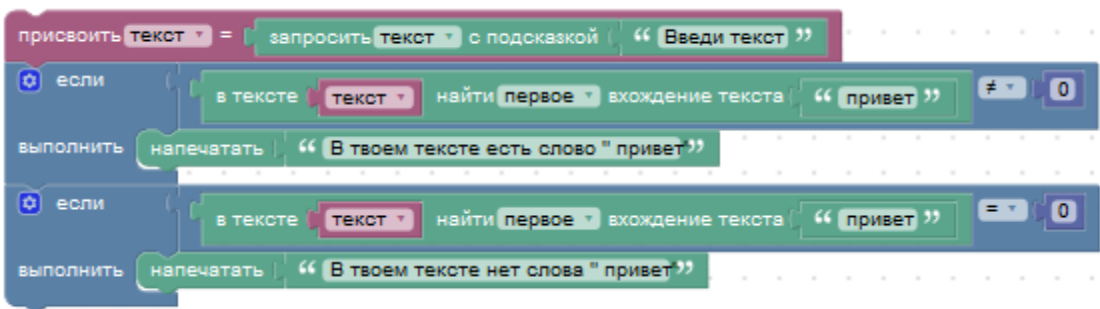 присвоить текст = запросить текст с подсказкой “ Введи текст ”
если в тексте текст найти первое вхождение текста “ привет ” ≠ 0
выполнить напечатать “ В твоем тексте есть слово " привет" ”
если в тексте текст найти первое вхождение текста “ привет ” = 0
выполнить напечатать “ В твоем тексте нет слова " привет" ”